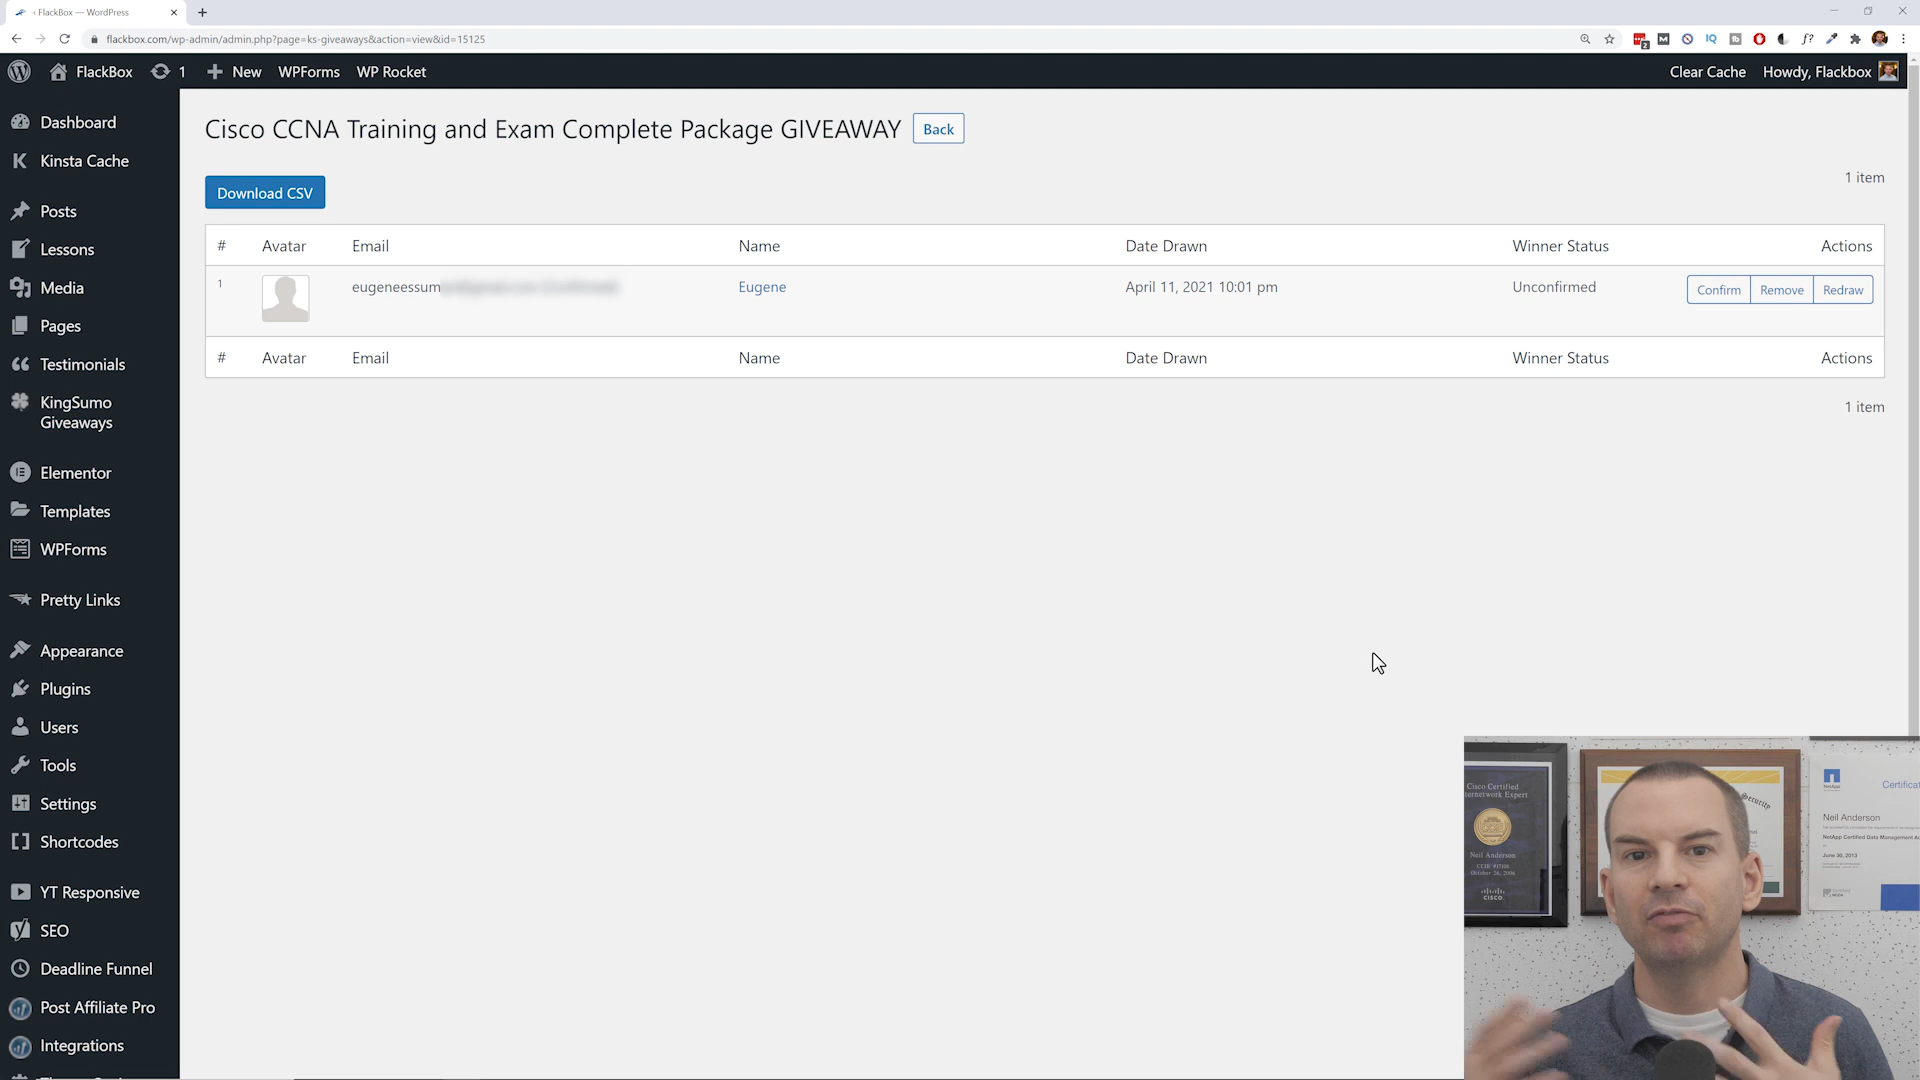 ‹ FlackBox — WordPress
flackbox.com/wp-admin/admin.php?page=ks-giveaways&action=view&id=15125
FlackBox 1 New WPForms WP Rocket Clear Cache Howdy, Flackbox
Dashboard
Kinsta Cache
Posts
Lessons
Media
Pages
Testimonials
KingSumo
Giveaways
Elementor
Templates
WPForms
Pretty Links
Appearance
Plugins
Users
Tools
Settings
Shortcodes
YT Responsive
SEO
Deadline Funnel
Post Affiliate Pro
Integrations
Cisco CCNA Training and Exam Complete Package GIVEAWAY Back
Download CSV
1 item
# Avatar Email Name Date Drawn Winner Status Actions
1 eugeneessum Eugene April 11, 2021 10:01 pm Unconfirmed Confirm Remove Redraw
# Avatar Email Name Date Drawn Winner Status Actions
1 item
Cisco Certified
Internetwork Expert
Neil Anderson
October 26, 2006
CISCO
Security
NetApp
Certificat
Neil Anderson
NetApp Certified Data Management Ad
June 30, 2013